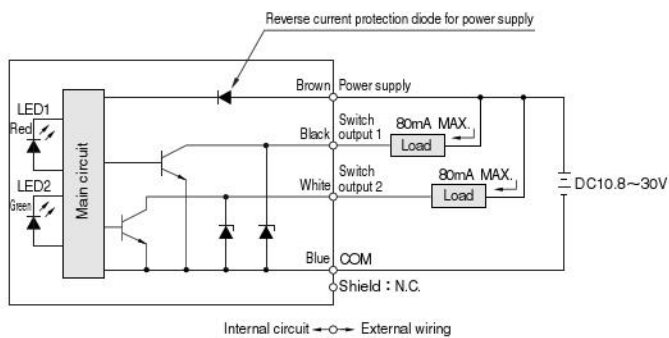 Reverse current protection diode for power supply
Brown Power supply
LED1
Red
Main circuit
Black
Switch
output 1
80mA MAX.
Load
LED2
Green
White
Switch
output 2
80mA MAX.
Load
DC10.8～30V
Blue COM
Shield：N.C.
Internal circuit External wiring